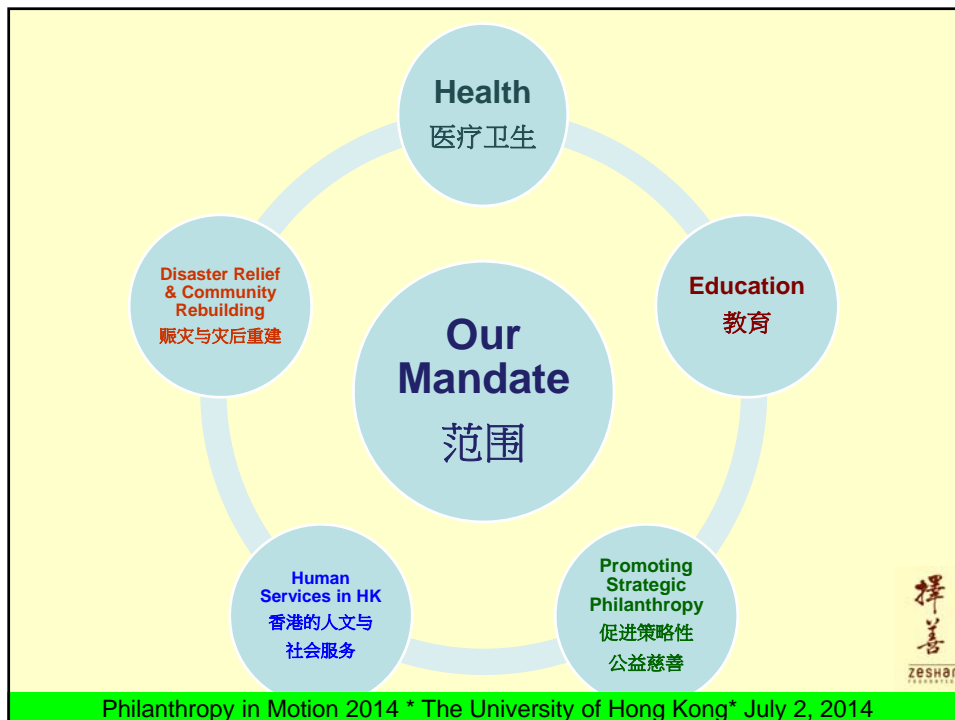 Health
医疗卫生
Education
教育
Promoting
Strategic
Philanthropy
促进策略性
公益慈善
Human
Services in HK
香港的人文与
社会服务
Disaster Relief
& Community
Rebuilding
赈灾与灾后重建
Our
Mandate
范围
擇
善
ZESHAN
FOUNDATION
Philanthropy in Motion 2014 * The University of Hong Kong* July 2, 2014